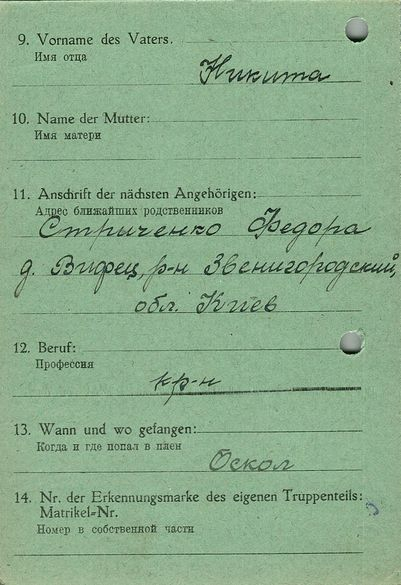 9. Vorname des Vaters.
Имя отца
Никита
10. Name der Mutter:
Имя матери
11. Anschrift der nächsten Angehörigen:
Адрес ближайших родственников
Стриченко Федора
д. Вифец, р-н Звенигородский,
обл. Киев
12. Beruf:
Профессия
кр-н
13. Wann und wo gefangen:
Когда и где попал в плен
Оскол
14. Nr. der Erkennungsmarke des eigenen Truppenteils:
Matrikel-Nr.
Номер в собственной части